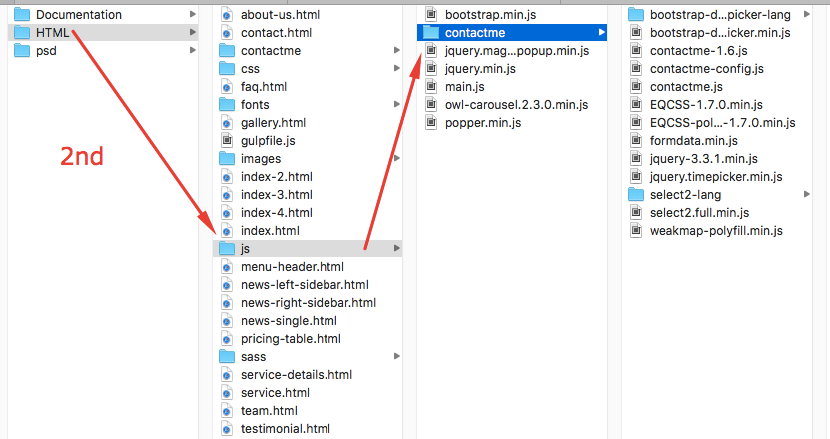 Documentation
HTML
psd
2nd
about-us.html
contact.html
contactme
css
faq.html
fonts
gallery.html
gulpfile.js
images
index-2.html
index-3.html
index-4.html
index.html
js
menu-header.html
news-left-sidebar.html
news-right-sidebar.html
news-single.html
pricing-table.html
sass
service-details.html
service.html
team.html
testimonial.html
bootstrap.min.js
contactme
jquery.mag...popup.min.js
jquery.min.js
main.js
owl-carousel.2.3.0.min.js
popper.min.js
bootstrap-d...picker-lang
bootstrap-d...icker.min.js
contactme-1.6.js
contactme-config.js
contactme.js
EQCSS-1.7.0.min.js
EQCSS-pol...-1.7.0.min.js
formdata.min.js
jquery-3.3.1.min.js
jquery.timepicker.min.js
select2-lang
select2.full.min.js
weakmap-polyfill.min.js